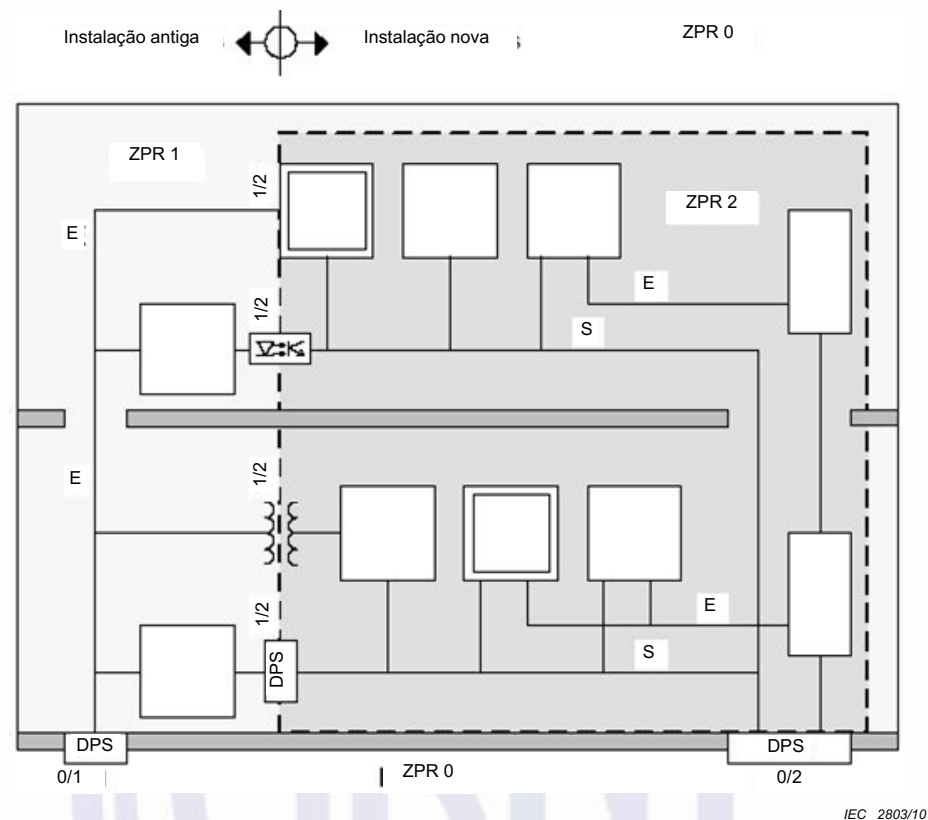 Instalação antiga
Instalação nova
ZPR 0
ZPR 1
1/2
ZPR 2
E
E
1/2
S
E
1/2
1/2
E
S
DPS
DPS
DPS
0/1
ZPR 0
0/2
IEC 2803/10